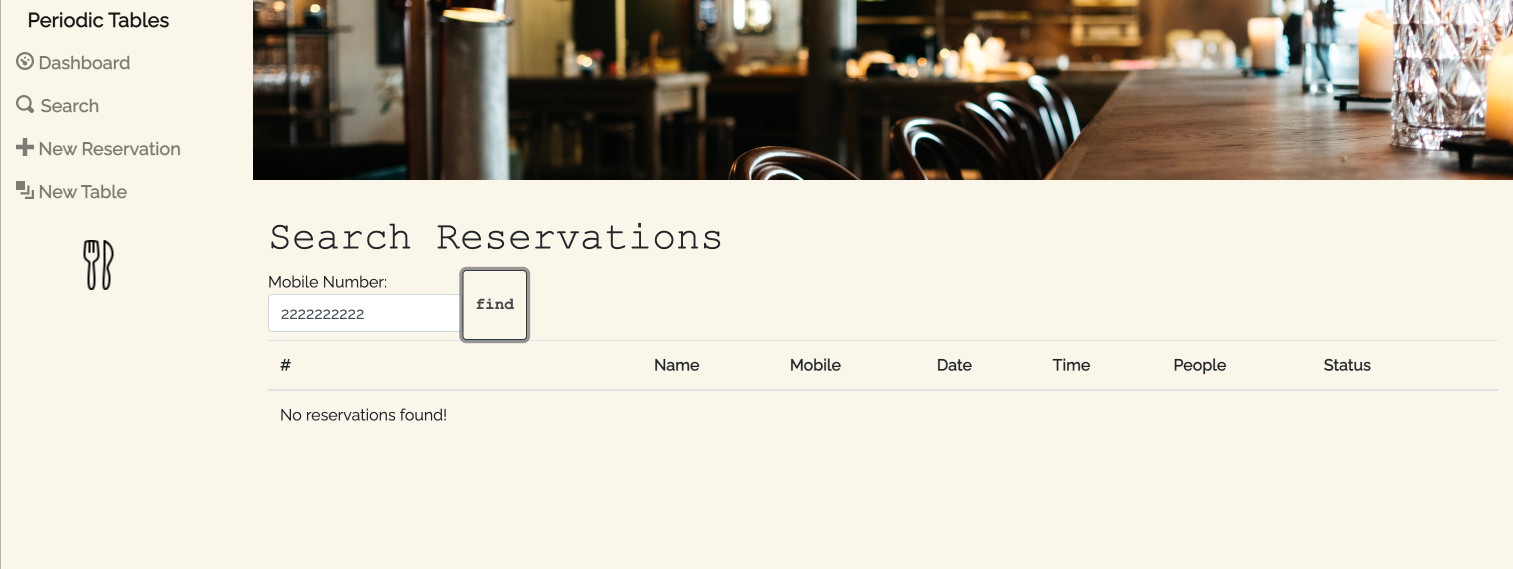 Periodic Tables
Dashboard
Search
New Reservation
New Table
Search Reservations
Mobile Number:
2222222222
find
# Name Mobile Date Time People Status
No reservations found!